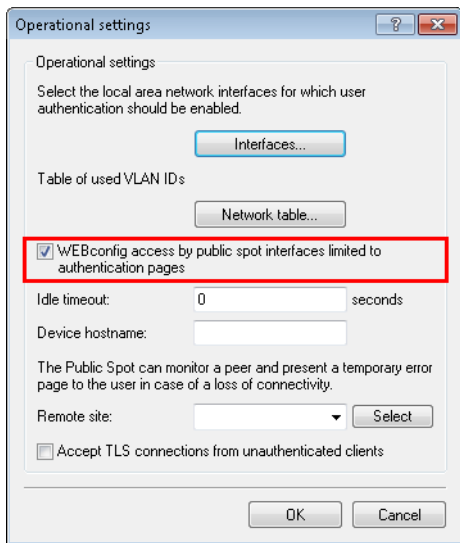 Operational settings
?
Operational settings
Select the local area network interfaces for which user
authentication should be enabled.
Interfaces...
Table of used VLAN IDs
Network table...
WEBconfig access by public spot interfaces limited to
authentication pages
Idle timeout: 0 seconds
Device hostname:
The Public Spot can monitor a peer and present a temporary error
page to the user in case of a loss of connectivity.
Remote site: Select
Accept TLS connections from unauthenticated clients
OK Cancel